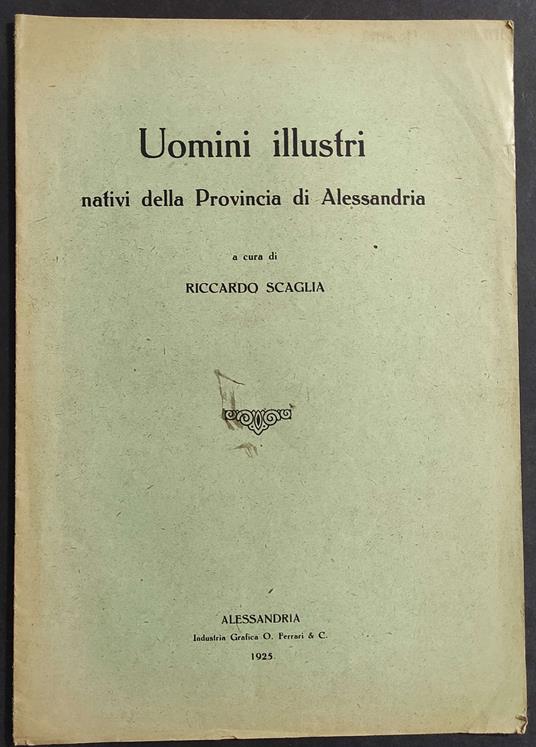 Uomini illustri
nativi della Provincia di Alessandria
a cura di
RICCARDO SCAGLIA
ALESSANDRIA
Industria Grafica O. Ferrari & C.
1925